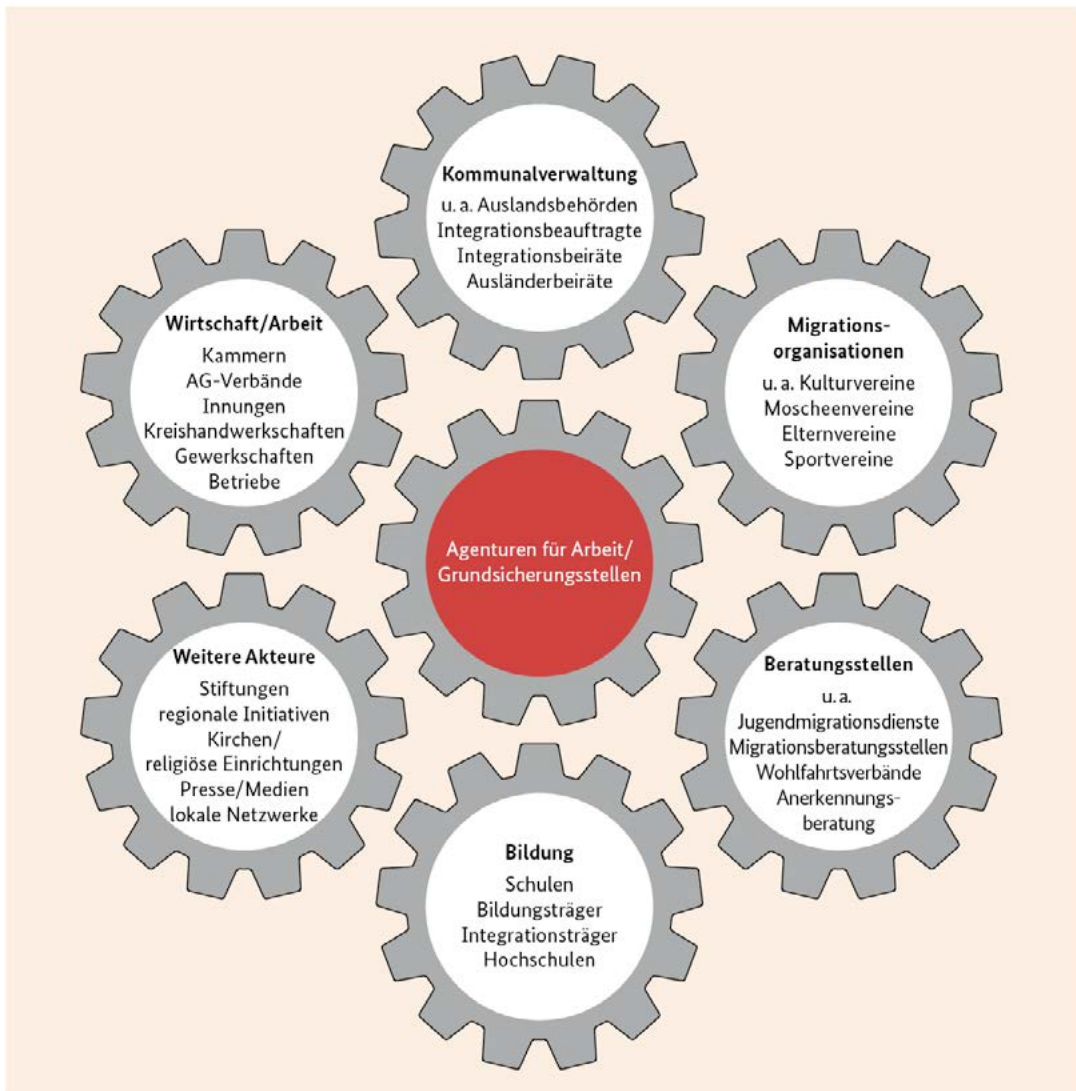 Kommunalverwaltung
u. a. Auslandsbehörden
Integrationsbeauftragte
Integrationsbeiräte
Ausländerbeiräte
Wirtschaft/Arbeit
Kammern
AG-Verbände
Innungen
Kreishandwerkschaften
Gewerkschaften
Betriebe
Migrations-
organisationen
u. a. Kulturvereine
Moscheenvereine
Elternvereine
Sportvereine
Agenturen für Arbeit/
Grundsicherungsstellen
Weitere Akteure
Stiftungen
regionale Initiativen
Kirchen/
religiöse Einrichtungen
Presse/Medien
lokale Netzwerke
Beratungsstellen
u. a.
Jugendmigrationsdienste
Migrationsberatungsstellen
Wohlfahrtsverbände
Anerkennungs-
beratung
Bildung
Schulen
Bildungsträger
Integrationsträger
Hochschulen